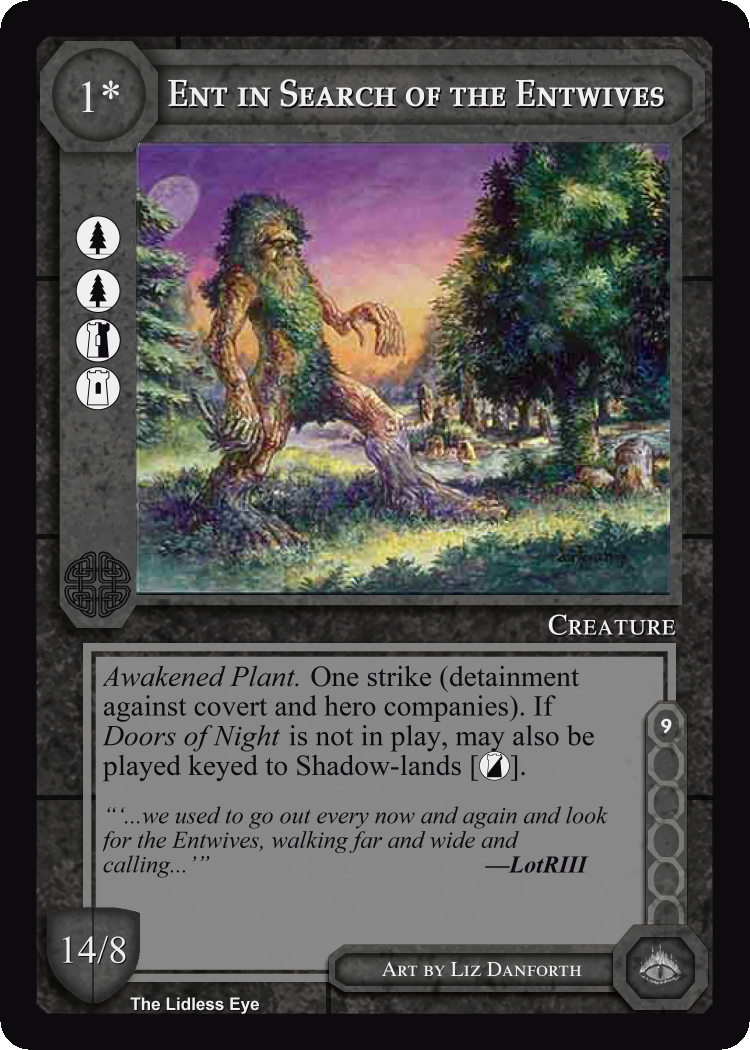 1*
Ent in Search of the Entwives
Creature
Awakened Plant. One strike (detainment
against covert and hero companies). If
Doors of Night is not in play, may also be
played keyed to Shadow-lands [ ].
9
“‘...we used to go out every now and again and look
for the Entwives, walking far and wide and
calling...’”
—LotRIII
14/8
Art by Liz Danforth
The Lidless Eye